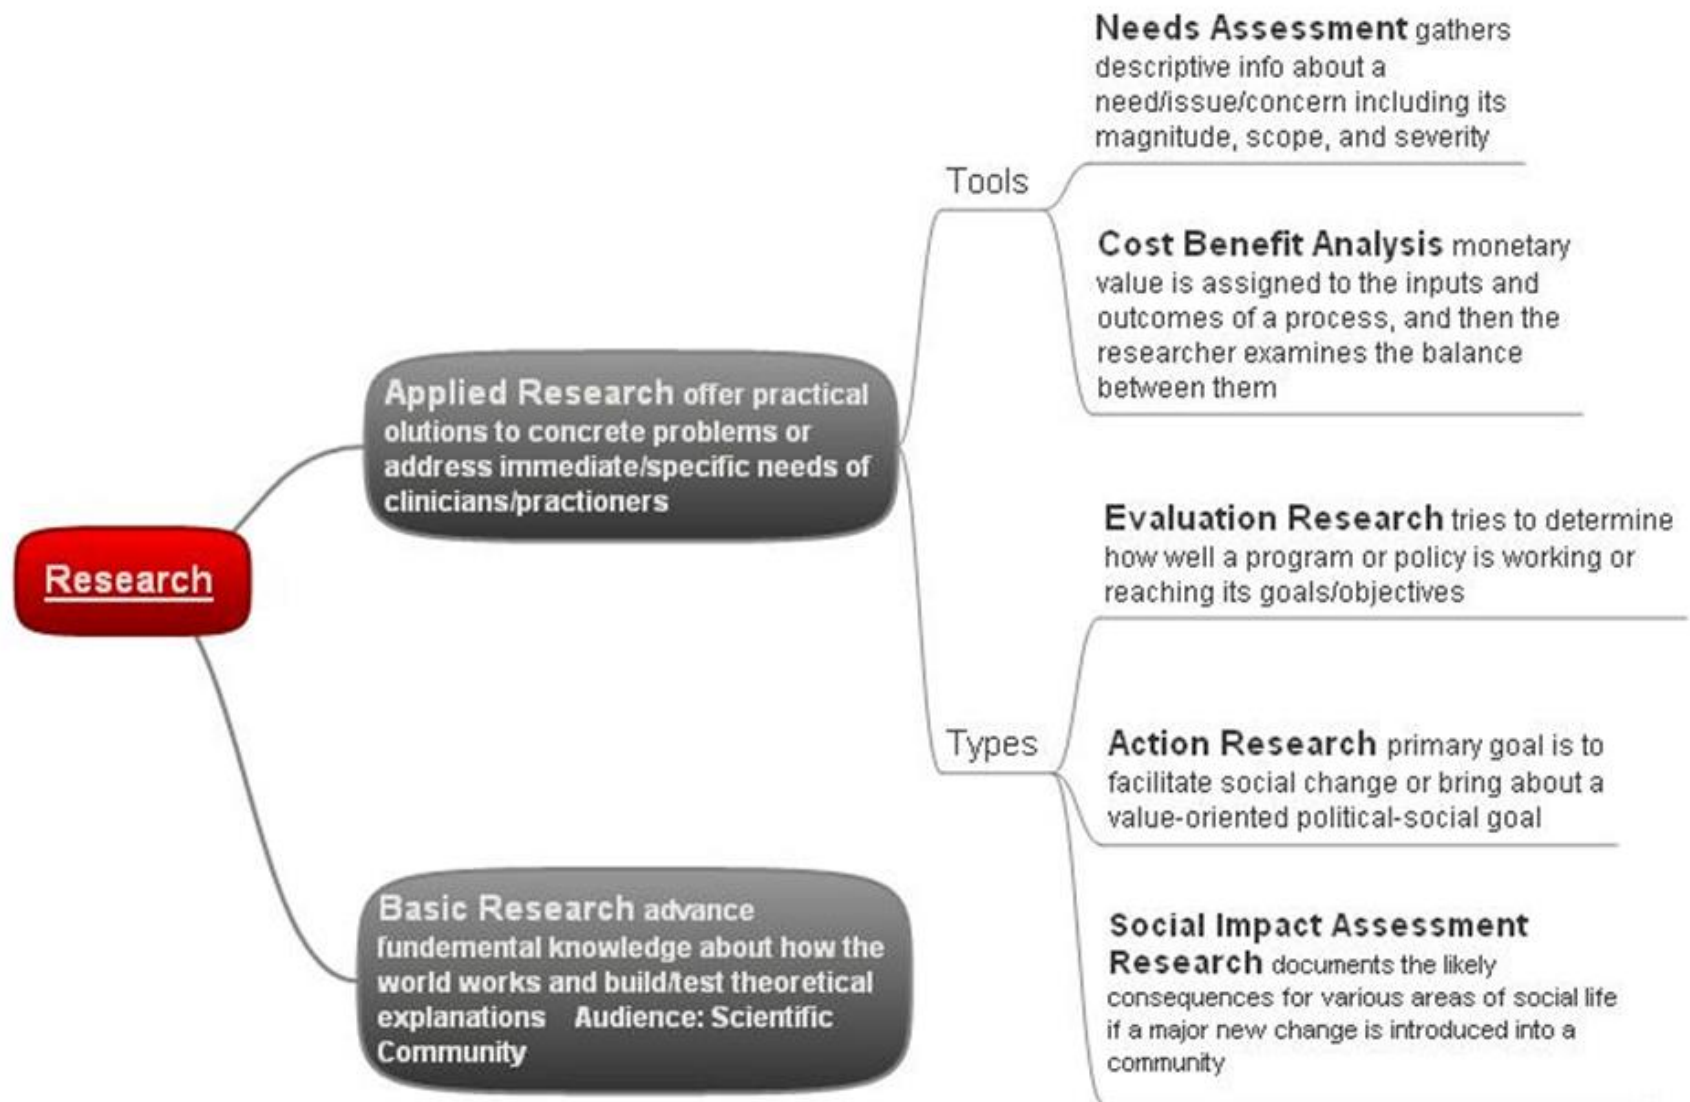 Research
Applied Research offer practical
olutions to concrete problems or
address immediate/specific needs of
clinicians/practioners
Tools
Needs Assessment gathers
descriptive info about a
need/issue/concern including its
magnitude, scope, and severity
Cost Benefit Analysis monetary
value is assigned to the inputs and
outcomes of a process, and then the
researcher examines the balance
between them
Types
Evaluation Research tries to determine
how well a program or policy is working or
reaching its goals/objectives
Action Research primary goal is to
facilitate social change or bring about a
value-oriented political-social goal
Social Impact Assessment
Research documents the likely
consequences for various areas of social life
if a major new change is introduced into a
community
Basic Research advance
fundemental knowledge about how the
world works and build/test theoretical
explanations Audience: Scientific
Community